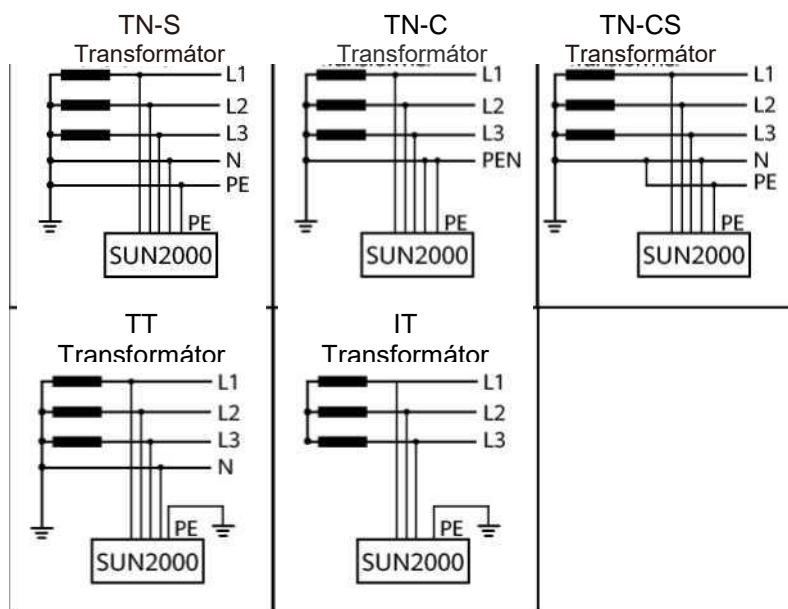 TN-S
Transformátor
L1
L2
L3
N
PE
PE
SUN2000
TN-C
Transformátor
L1
L2
L3
PEN
PE
SUN2000
TN-CS
Transformátor
L1
L2
L3
N
PE
PE
SUN2000
TT
Transformátor
L1
L2
L3
N
PE
SUN2000
IT
Transformátor
L1
L2
L3
PE
SUN2000